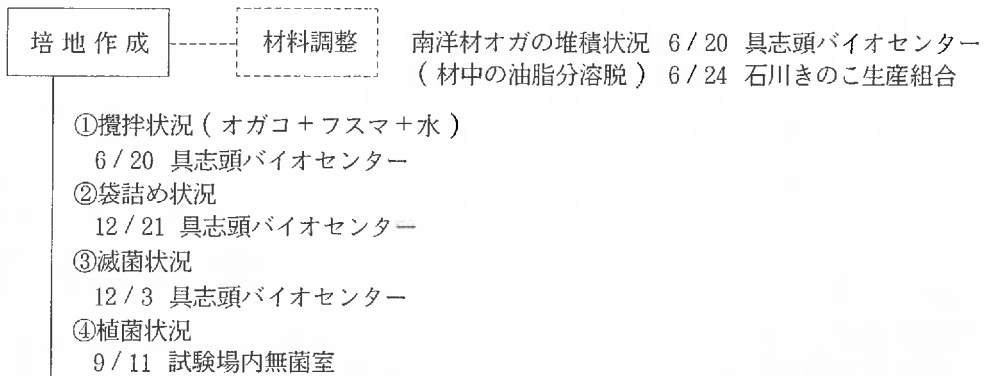 培地作成 材料調整 南洋材オガの堆積状況 6/20 具志頭バイオセンター
(材中の油脂分溶脱) 6/24 石川きのこ生産組合
①攪拌状況(オガコ+フスマ+水)
6/20 具志頭バイオセンター
②袋詰め状況
12/21 具志頭バイオセンター
③滅菌状況
12/3 具志頭バイオセンター
④植菌状況
9/11 試験場内無菌室